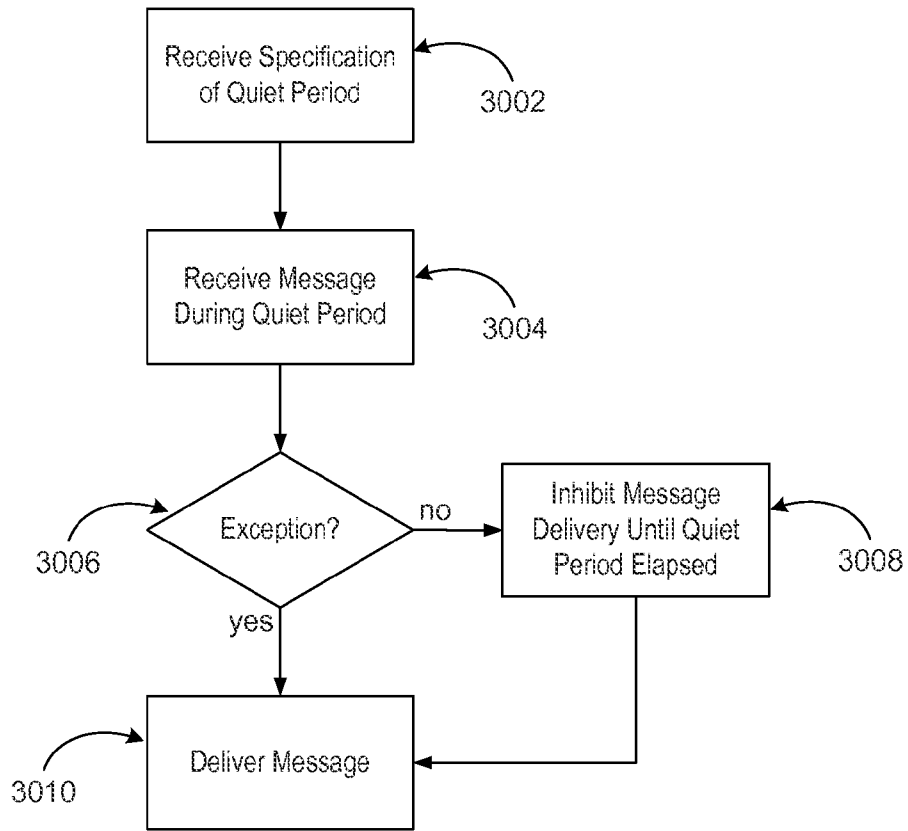 Receive Specification
of Quiet Period
3002
Receive Message
During Quiet Period
3004
Exception?
3006
no
yes
Inhibit Message
Delivery Until Quiet
Period Elapsed
3008
Deliver Message
3010